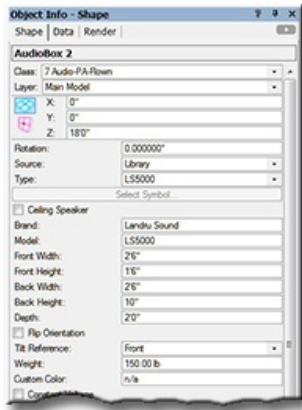 Object Info - Shape
Shape Data Render
AudioBox 2
Class: 7 Audio-PA-Flown
Layer: Main Model
X: 0"
Y: 0"
Z: 18'0"
Rotation: 0.000000°
Source: Library
Type: LS5000
Select Symbol...
Ceiling Speaker
Brand: Landru Sound
Model: LS5000
Front Width: 2'6"
Front Height: 1'6"
Back Width: 2'6"
Back Height: 10"
Depth: 2'0"
Flip Orientation
Tilt Reference: Front
Weight: 150.00 lb
Custom Color: n/a
Constant Voltage